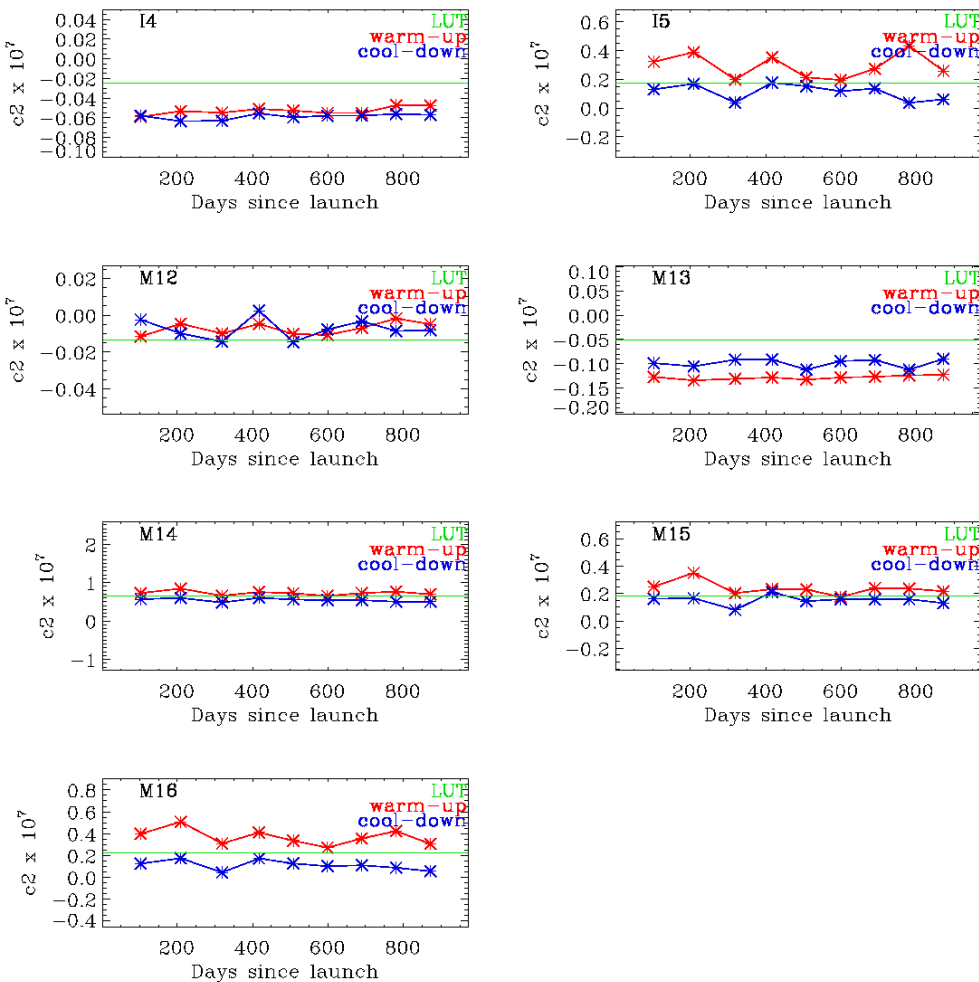 I4
LUT
warm-up
cool-down
0.04
0.02
0.00
-0.02
-0.04
-0.06
-0.08
-0.10
c2 x 10^7
200 400 600 800
Days since launch
I5
LUT
warm-up
cool-down
0.6
0.4
0.2
0.0
-0.2
c2 x 10^7
200 400 600 800
Days since launch
M12
LUT
warm-up
cool-down
0.02
0.00
-0.02
-0.04
c2 x 10^7
200 400 600 800
Days since launch
M13
LUT
warm-up
cool-down
0.10
0.05
0.00
-0.05
-0.10
-0.15
-0.20
c2 x 10^7
200 400 600 800
Days since launch
M14
LUT
warm-up
cool-down
2
1
0
-1
c2 x 10^7
200 400 600 800
Days since launch
M15
LUT
warm-up
cool-down
0.6
0.4
0.2
0.0
-0.2
c2 x 10^7
200 400 600 800
Days since launch
M16
LUT
warm-up
cool-down
0.8
0.6
0.4
0.2
0.0
-0.2
-0.4
c2 x 10^7
200 400 600 800
Days since launch